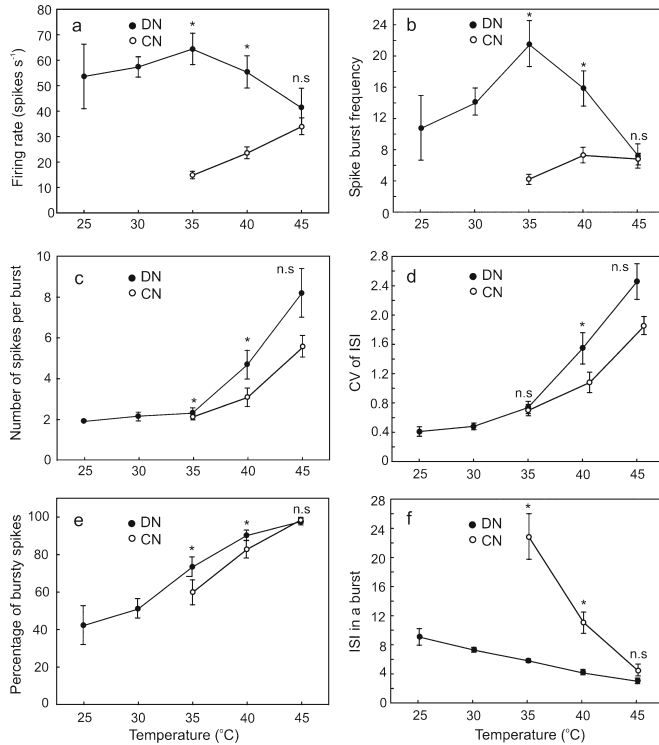 a
DN
CN
*
*
n.s
Firing rate (spikes s⁻¹)
80
70
60
50
40
30
20
10
0
25 30 35 40 45
b
DN
CN
*
*
n.s
Spike burst frequency
24
20
16
12
8
4
0
25 30 35 40 45
c
DN
CN
*
*
n.s
Number of spikes per burst
10
8
6
4
2
0
25 30 35 40 45
d
DN
CN
n.s
*
n.s
CV of ISI
2.8
2.4
2.0
1.6
1.2
0.8
0.4
0
25 30 35 40 45
e
DN
CN
*
*
n.s
Percentage of bursty spikes
100
80
60
40
20
0
25 30 35 40 45
Temperature (°C)
f
DN
CN
*
*
n.s
ISI in a burst
28
24
20
16
12
8
4
0
25 30 35 40 45
Temperature (°C)